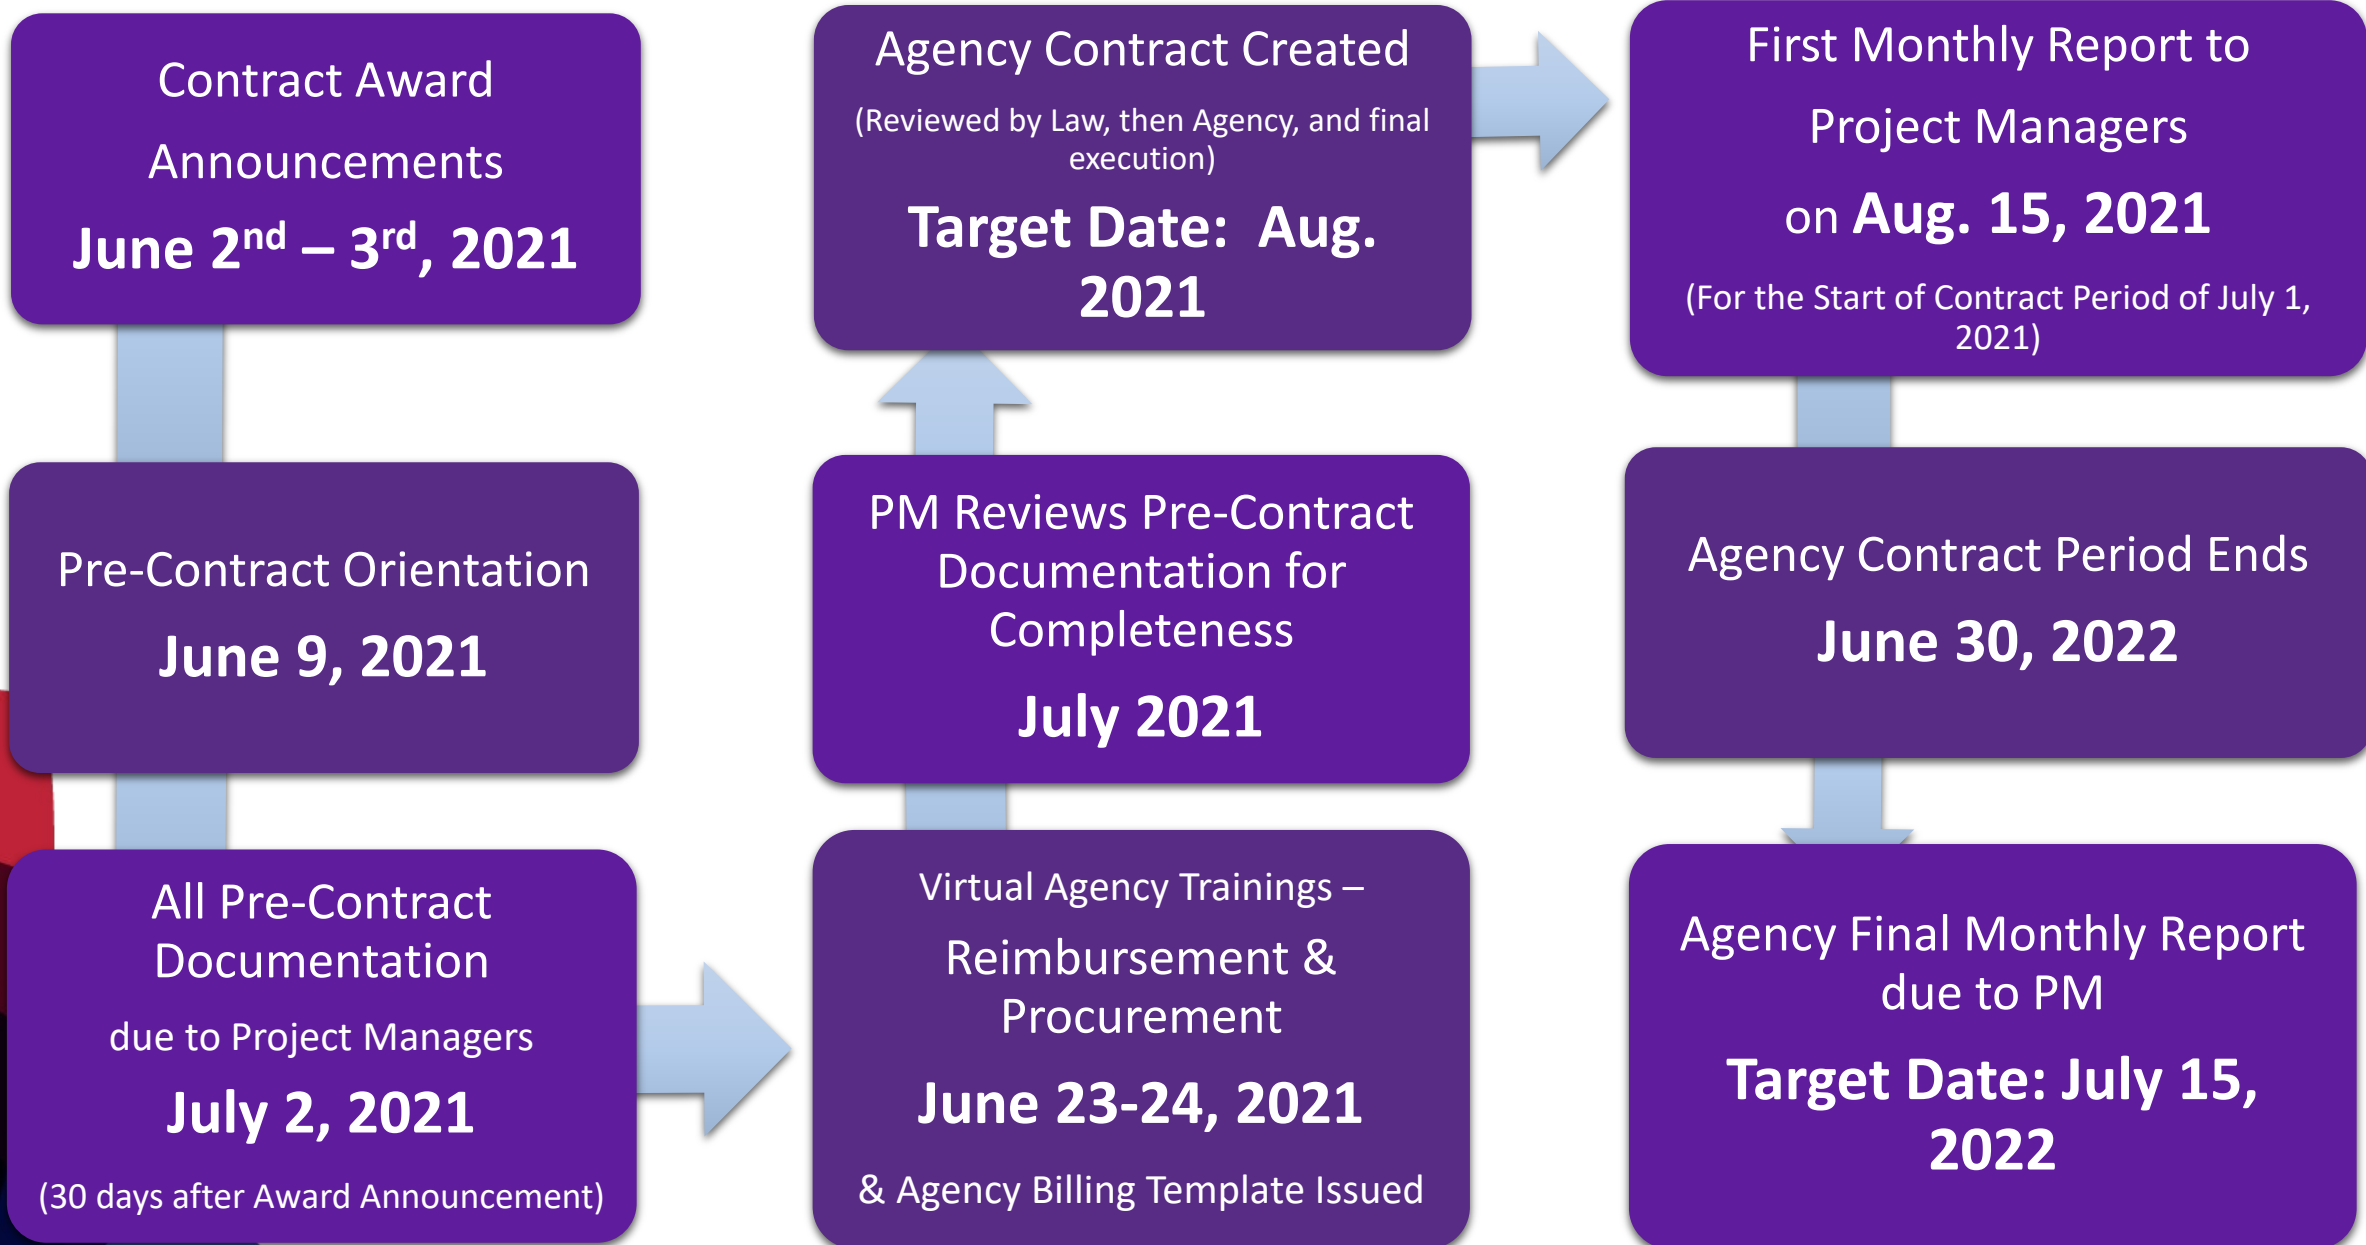 Contract Award
Announcements
June 2nd – 3rd, 2021
Pre-Contract Orientation
June 9, 2021
All Pre-Contract
Documentation
due to Project Managers
July 2, 2021
(30 days after Award Announcement)
Virtual Agency Trainings –
Reimbursement &
Procurement
June 23-24, 2021
& Agency Billing Template Issued
PM Reviews Pre-Contract
Documentation for
Completeness
July 2021
Agency Contract Created
(Reviewed by Law, then Agency, and final
execution)
Target Date:  Aug.
2021
First Monthly Report to
Project Managers
on Aug. 15, 2021
(For the Start of Contract Period of July 1,
2021)
Agency Contract Period Ends
June 30, 2022
Agency Final Monthly Report
due to PM
Target Date: July 15,
2022